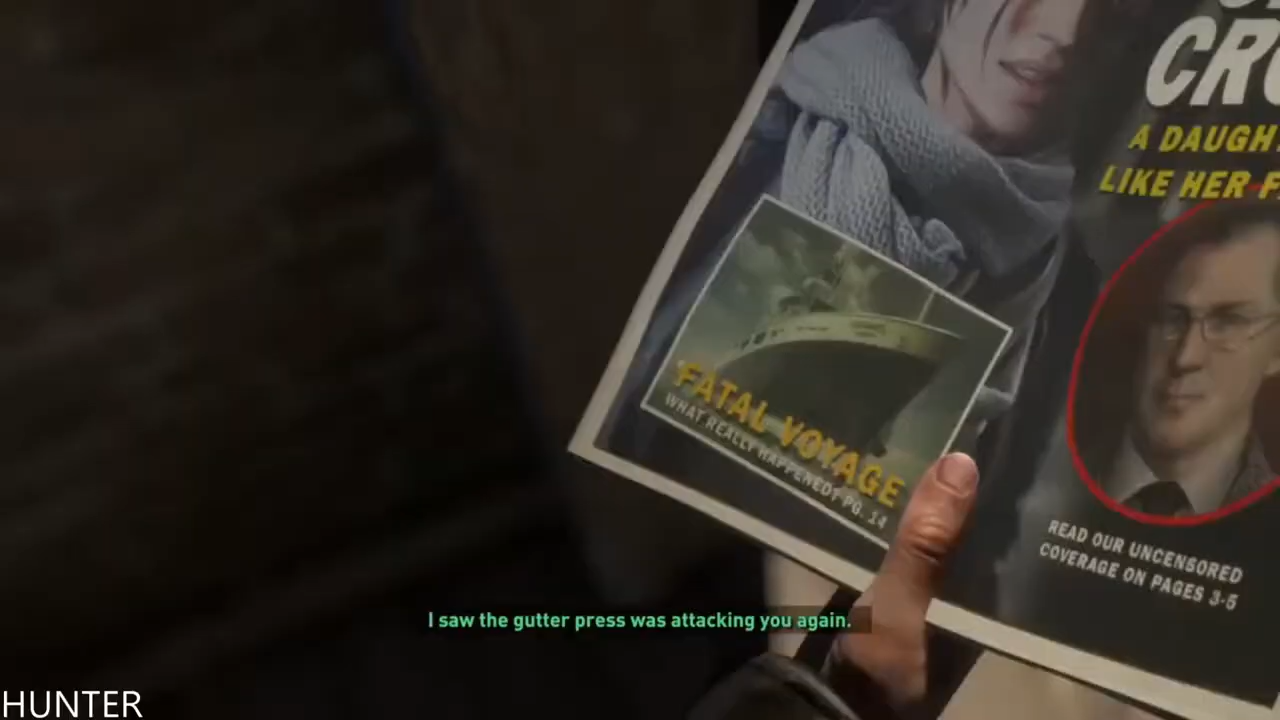 CR
A DAUGH
LIKE HER F
FATAL VOYAGE
WHAT REALLY HAPPENED? PG. 14
READ OUR UNCENSORED
COVERAGE ON PAGES 3-5
I saw the gutter press was attacking you again.
HUNTER